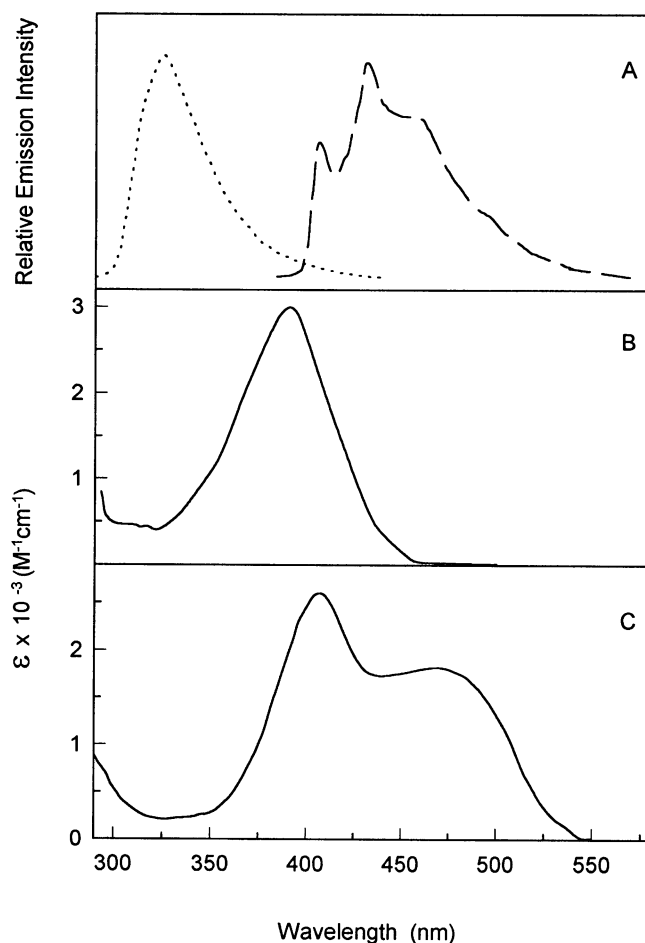 Relative Emission Intensity
A
3
B
2
1
ε x 10⁻³ (M⁻¹cm⁻¹)
C
2
1
0
300 350 400 450 500 550
Wavelength (nm)